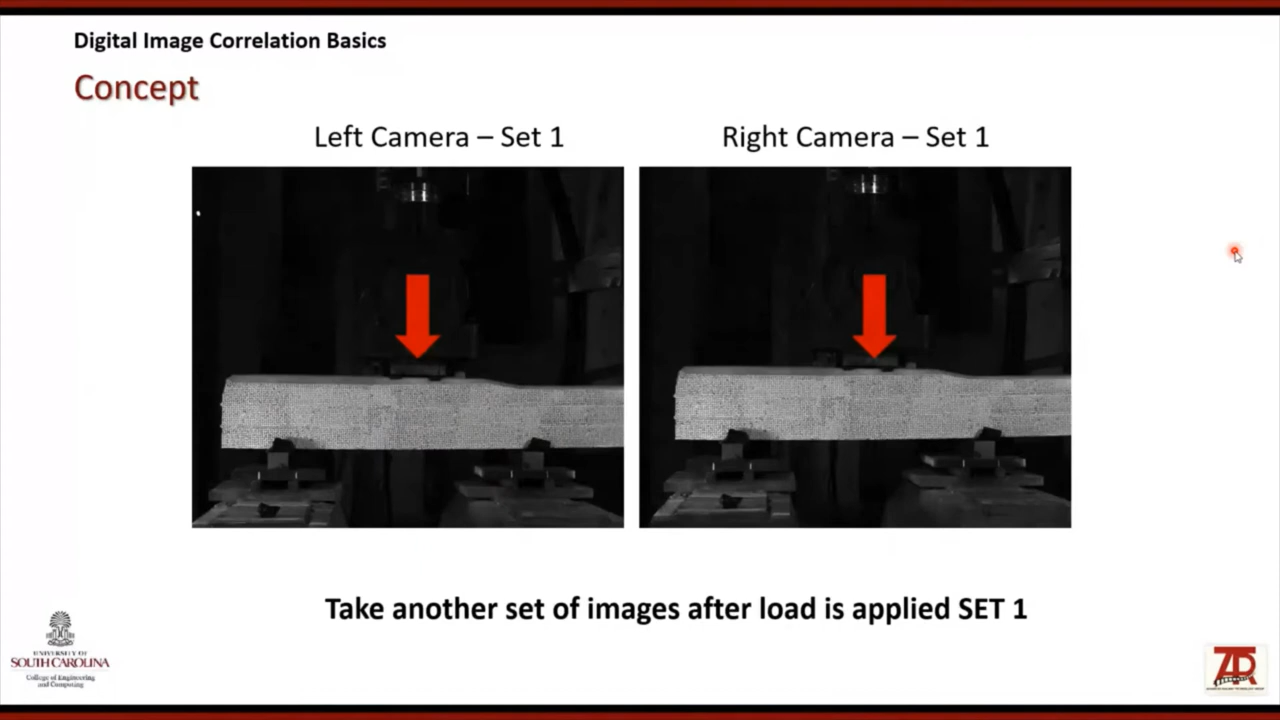 Digital Image Correlation Basics
Concept
Left Camera – Set 1
Right Camera – Set 1
Take another set of images after load is applied SET 1
UNIVERSITY OF
SOUTH CAROLINA
College of Engineering
and Computing